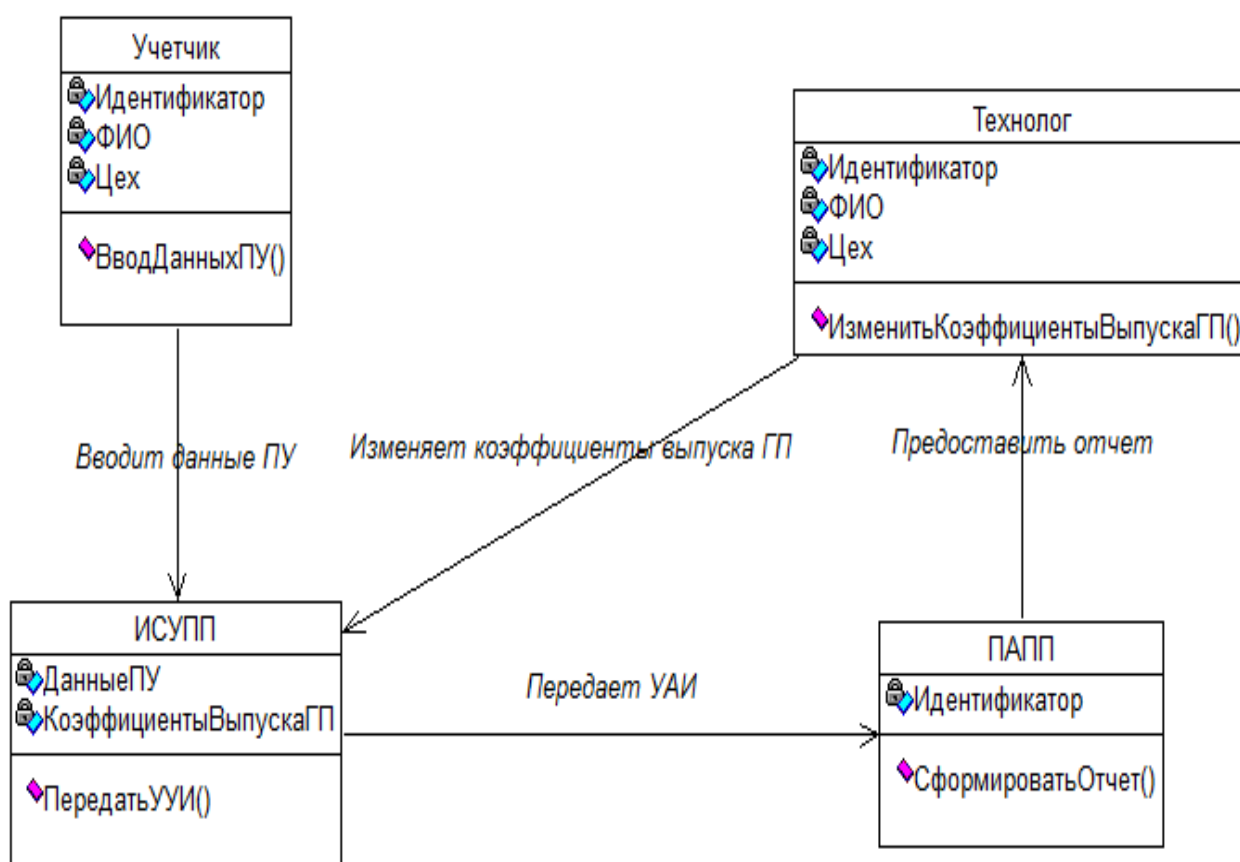 Учетчик
Идентификатор
ФИО
Цех
ВводДанныхПУ()
Технолог
Идентификатор
ФИО
Цех
ИзменитьКоэффициентыВыпускаГП()
Вводит данные ПУ
Изменяет коэффициенты выпуска ГП
Предоставить отчет
ИСУПП
ДанныеПУ
КоэффициентыВыпускаГП
ПередатьУУИ()
Передает УАИ
ПАПП
Идентификатор
СформироватьОтчет()